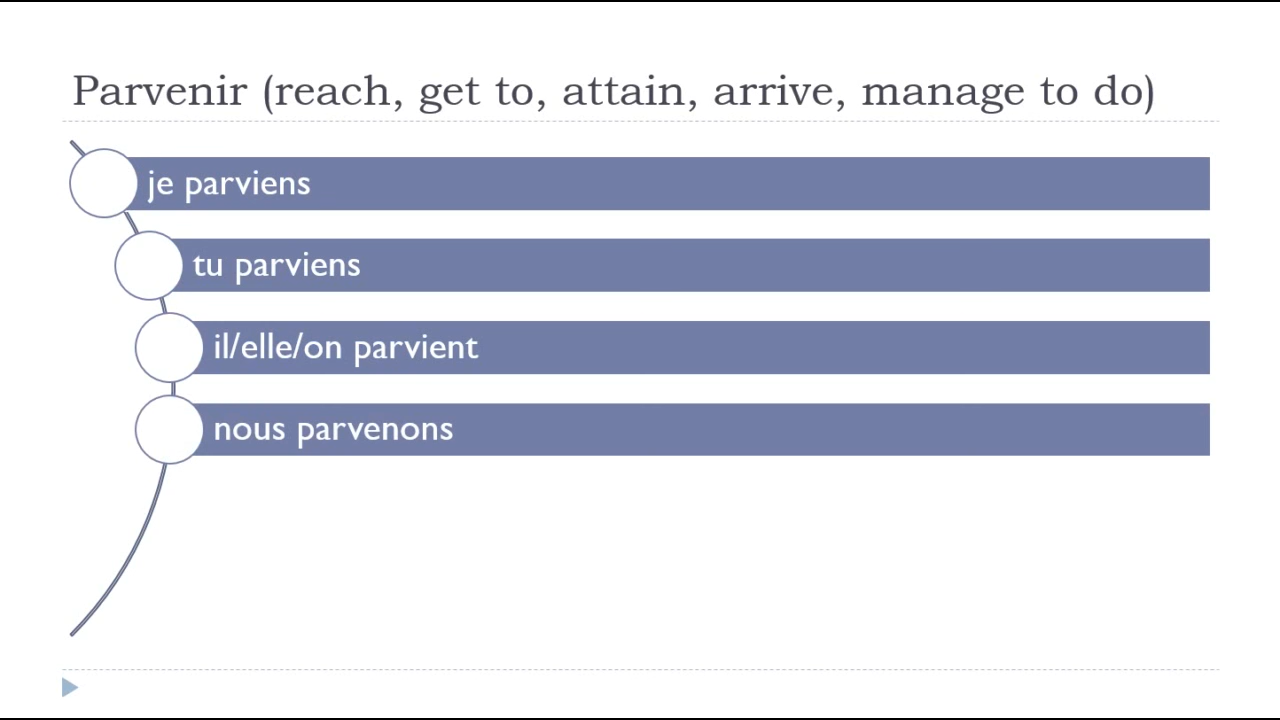 Parvenir (reach, get to, attain, arrive, manage to do)
je parviens
tu parviens
il/elle/on parvient
nous parvenons